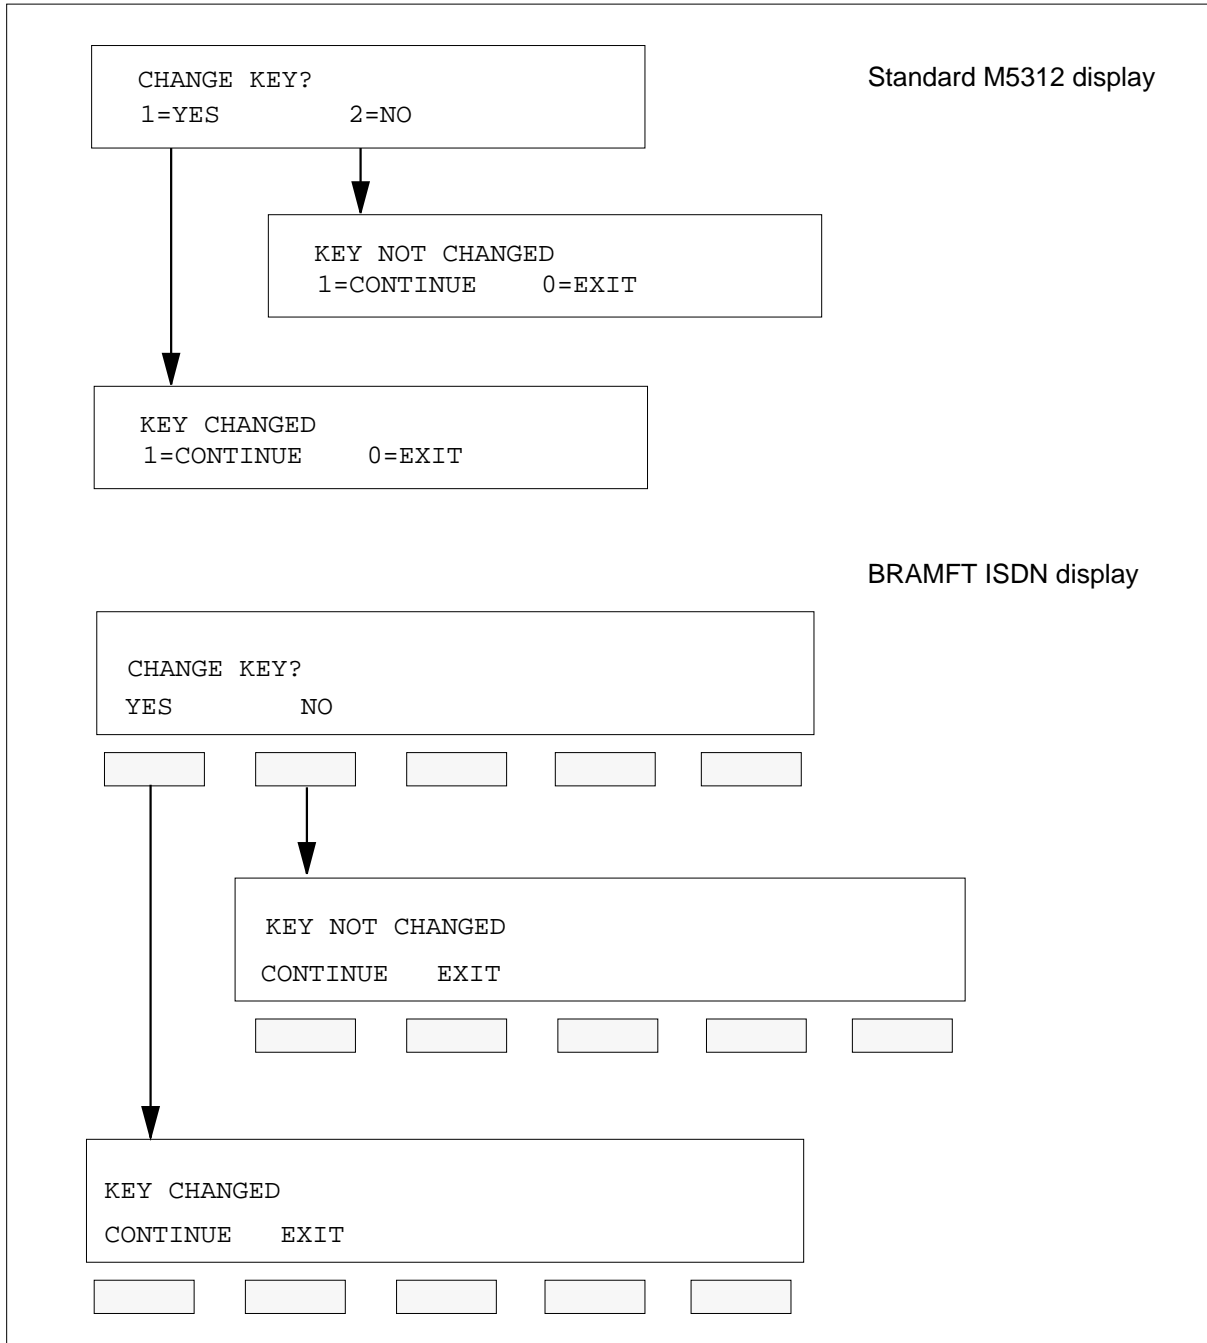 Standard M5312 display
CHANGE KEY?
1=YES 2=NO
KEY NOT CHANGED
1=CONTINUE 0=EXIT
KEY CHANGED
1=CONTINUE 0=EXIT
BRAMFT ISDN display
CHANGE KEY?
YES NO
KEY NOT CHANGED
CONTINUE EXIT
KEY CHANGED
CONTINUE EXIT